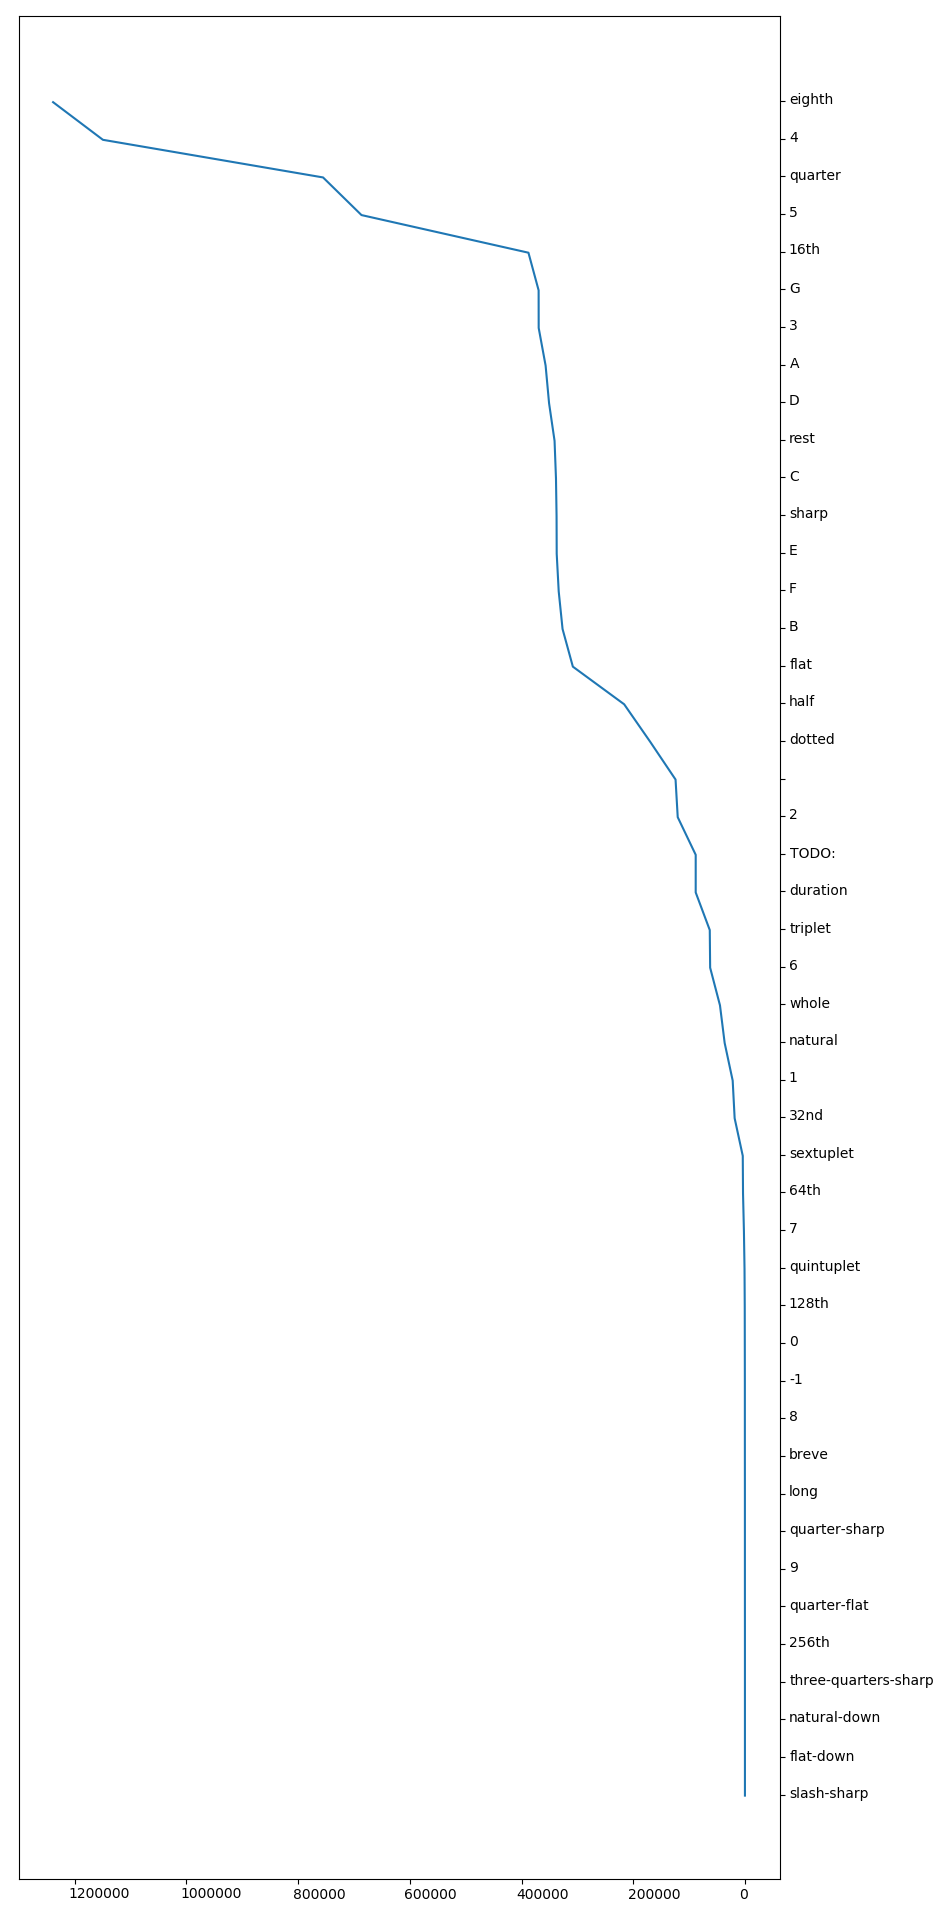 eighth
4
quarter
5
16th
G
3
A
D
rest
C
sharp
E
F
B
flat
half
dotted
2
TODO:
duration
triplet
6
whole
natural
1
32nd
sextuplet
64th
7
quintuplet
128th
0
-1
8
breve
long
quarter-sharp
9
quarter-flat
256th
three-quarters-sharp
natural-down
flat-down
slash-sharp
1200000 1000000 800000 600000 400000 200000 0